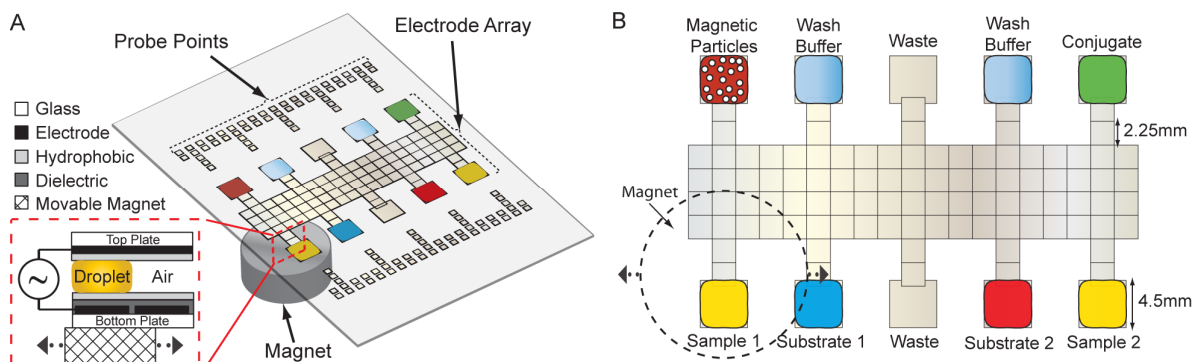 A
Probe Points
Electrode Array
Glass
Electrode
Hydrophobic
Dielectric
Movable Magnet
Top Plate
Droplet
Air
Bottom Plate
Magnet
B
Magnetic
Particles
Wash
Buffer
Waste
Wash
Buffer
Conjugate
2.25mm
Magnet
4.5mm
Sample 1
Substrate 1
Waste
Substrate 2
Sample 2